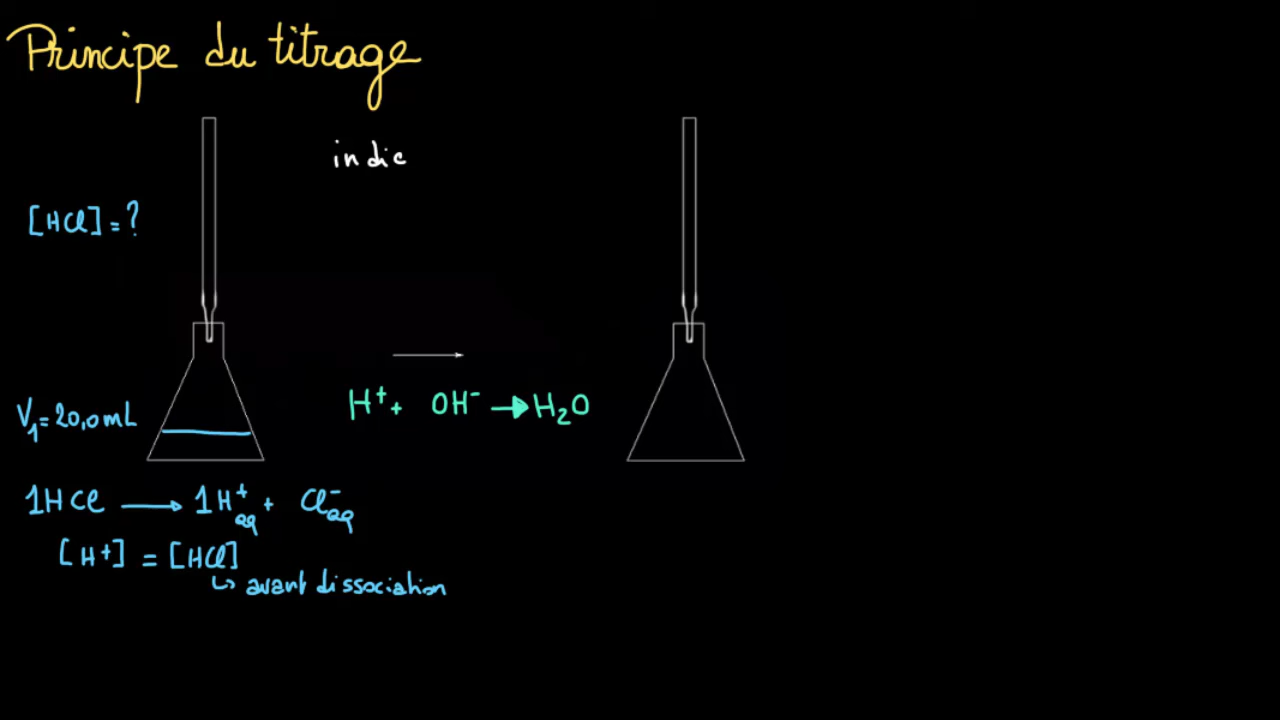 Principe du titrage
indic
[HCl] = ?
H⁺ + OH⁻ → H₂O
V₁ = 20,0 mL
1HCl → 1H⁺aq + Cl⁻aq
[H+] = [HCl]
↳ avant dissociation